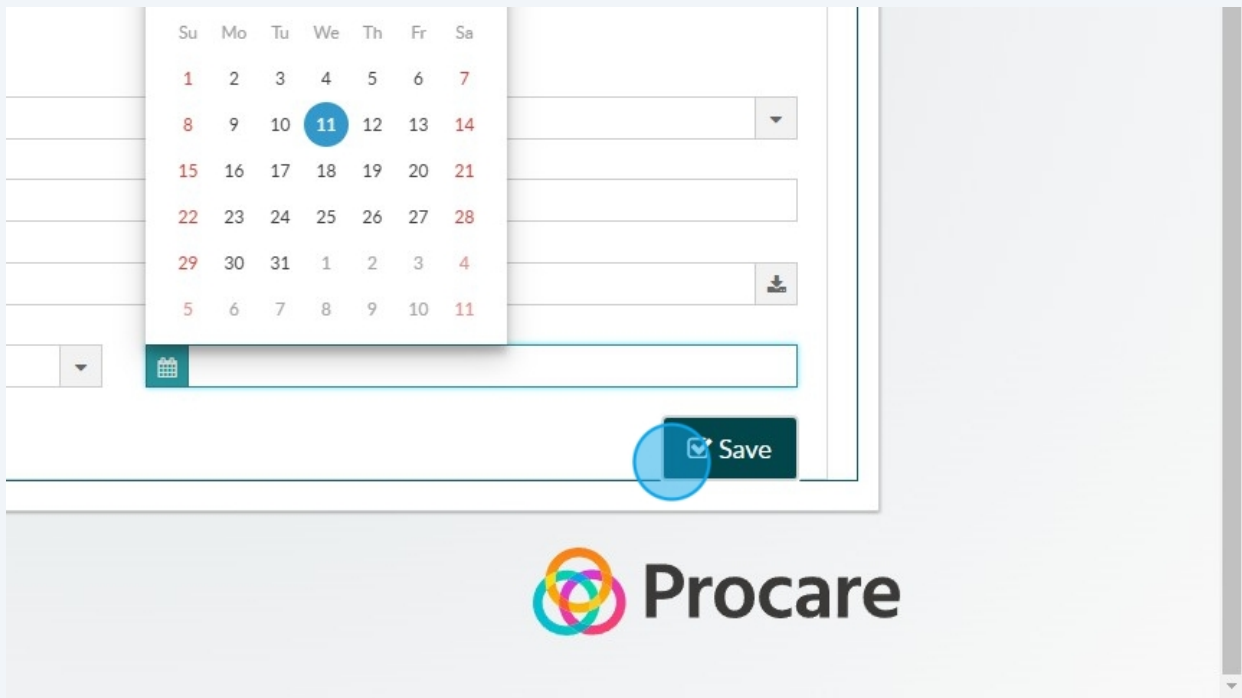 Su Mo Tu We Th Fr Sa
1 2 3 4 5 6 7
8 9 10 11 12 13 14
15 16 17 18 19 20 21
22 23 24 25 26 27 28
29 30 31 1 2 3 4
5 6 7 8 9 10 11
Save
Procare